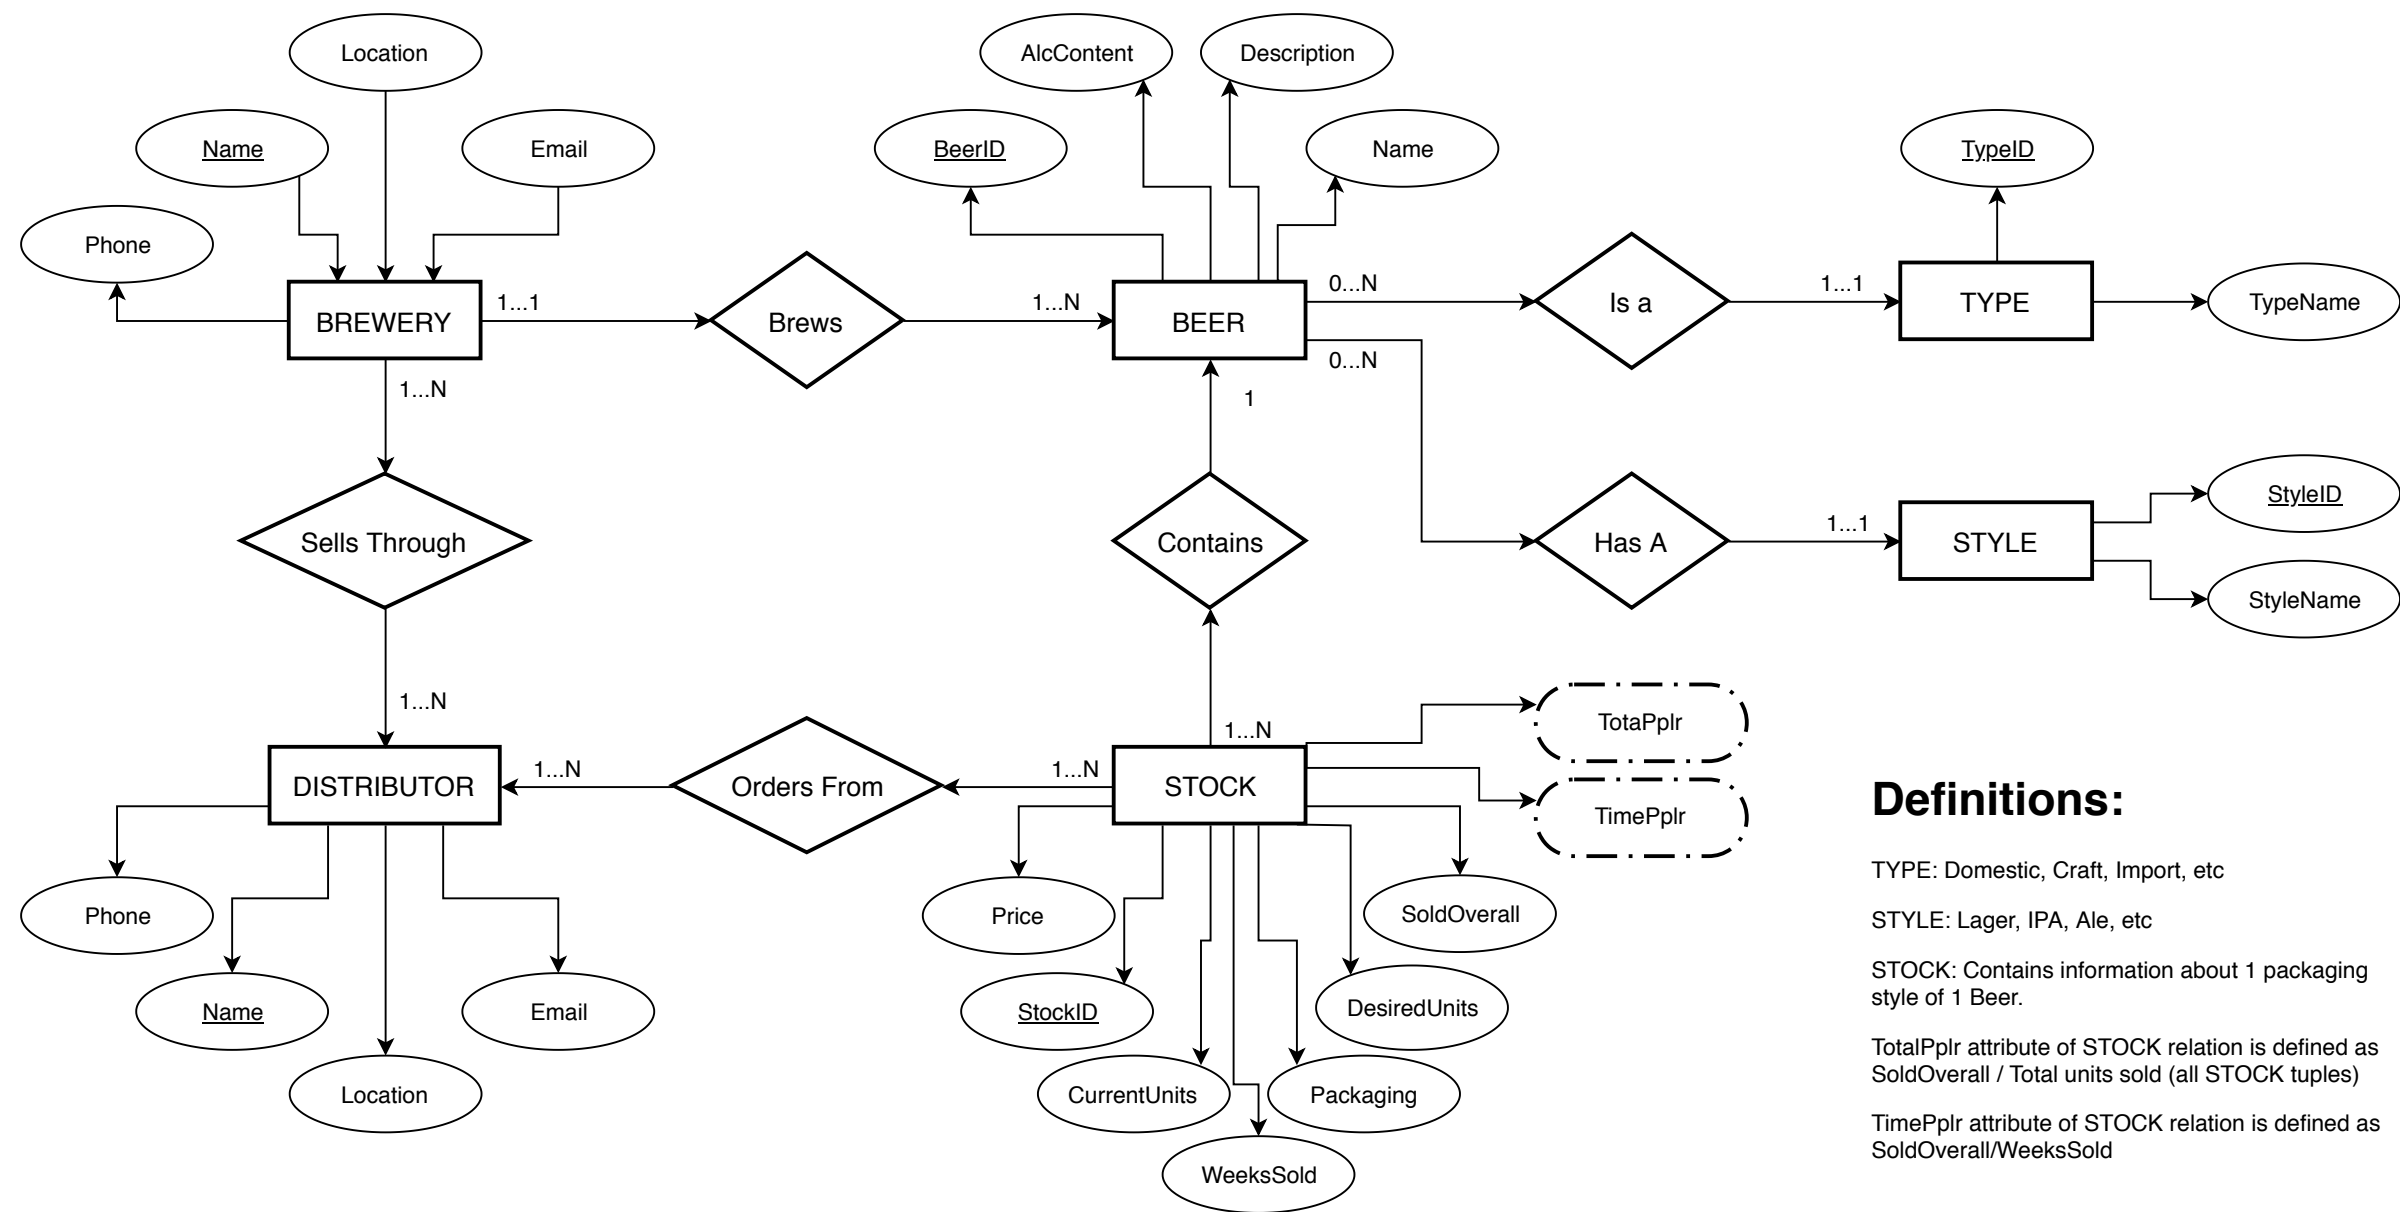 Location
AlcContent
Description
Name
Email
BeerID
Name
TypeID
Phone
BREWERY
1...1
Brews
1...N
BEER
0...N
Is a
1...1
TYPE
TypeName
1...N
0...N
1
Sells Through
Contains
Has A
1...1
STYLE
StyleID
StyleName
1...N
1...N
TotaPplr
DISTRIBUTOR
1...N
Orders From
1...N
STOCK
TimePplr
Phone
Name
Location
Email
Price
StockID
CurrentUnits
WeeksSold
Packaging
DesiredUnits
SoldOverall
Definitions:
TYPE: Domestic, Craft, Import, etc
STYLE: Lager, IPA, Ale, etc
STOCK: Contains information about 1 packaging
style of 1 Beer.
TotalPplr attribute of STOCK relation is defined as
SoldOverall / Total units sold (all STOCK tuples)
TimePplr attribute of STOCK relation is defined as
SoldOverall/WeeksSold